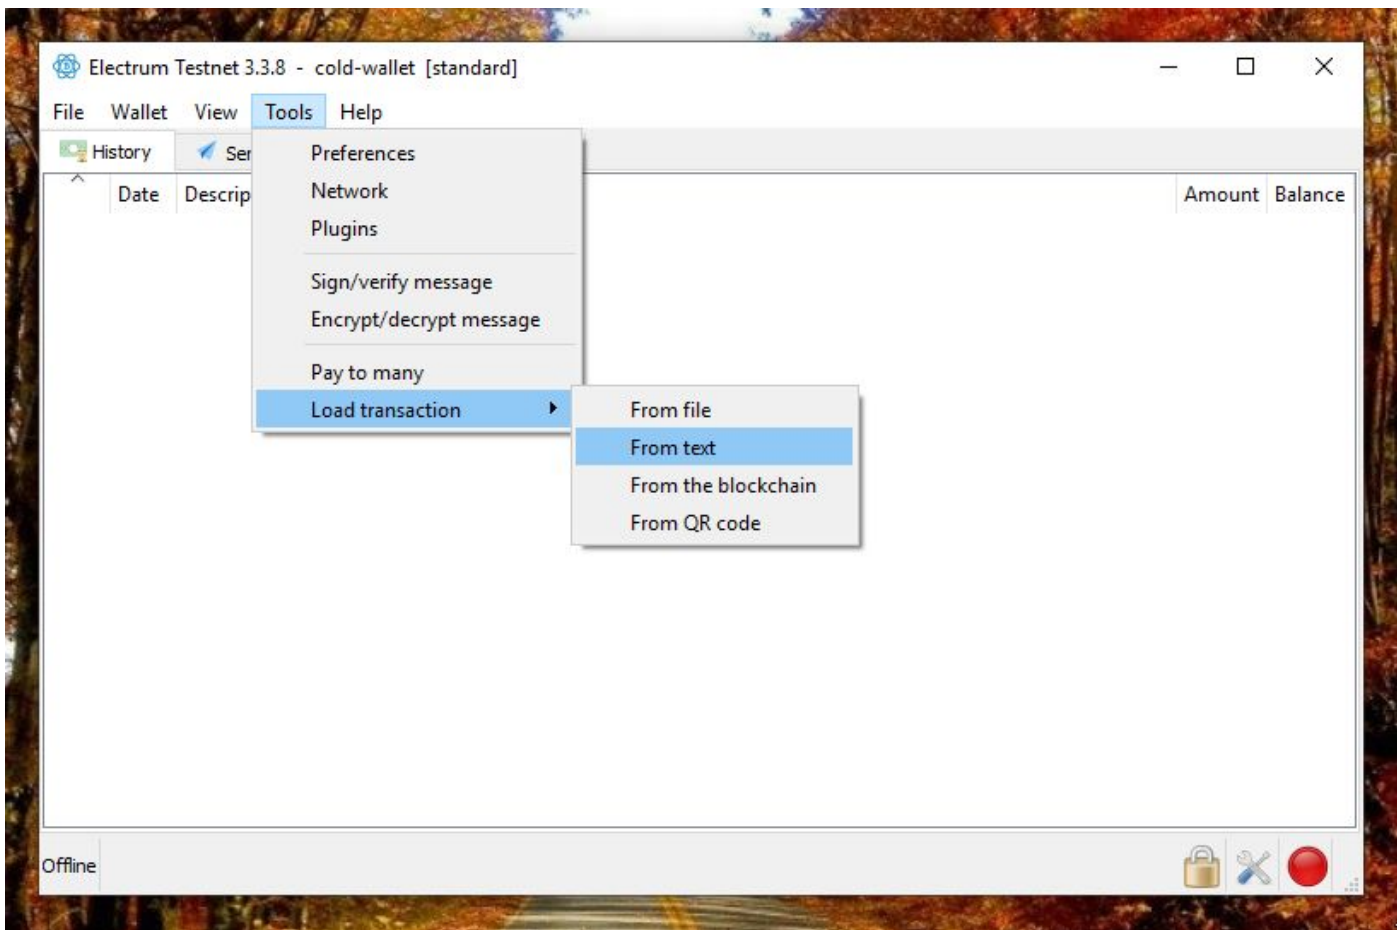 Electrum Testnet 3.3.8 - cold-wallet [standard]
File Wallet View Tools Help
History Ser
Date Descrip Amount Balance
Preferences
Network
Plugins
Sign/verify message
Encrypt/decrypt message
Pay to many
Load transaction
From file
From text
From the blockchain
From QR code
Offline